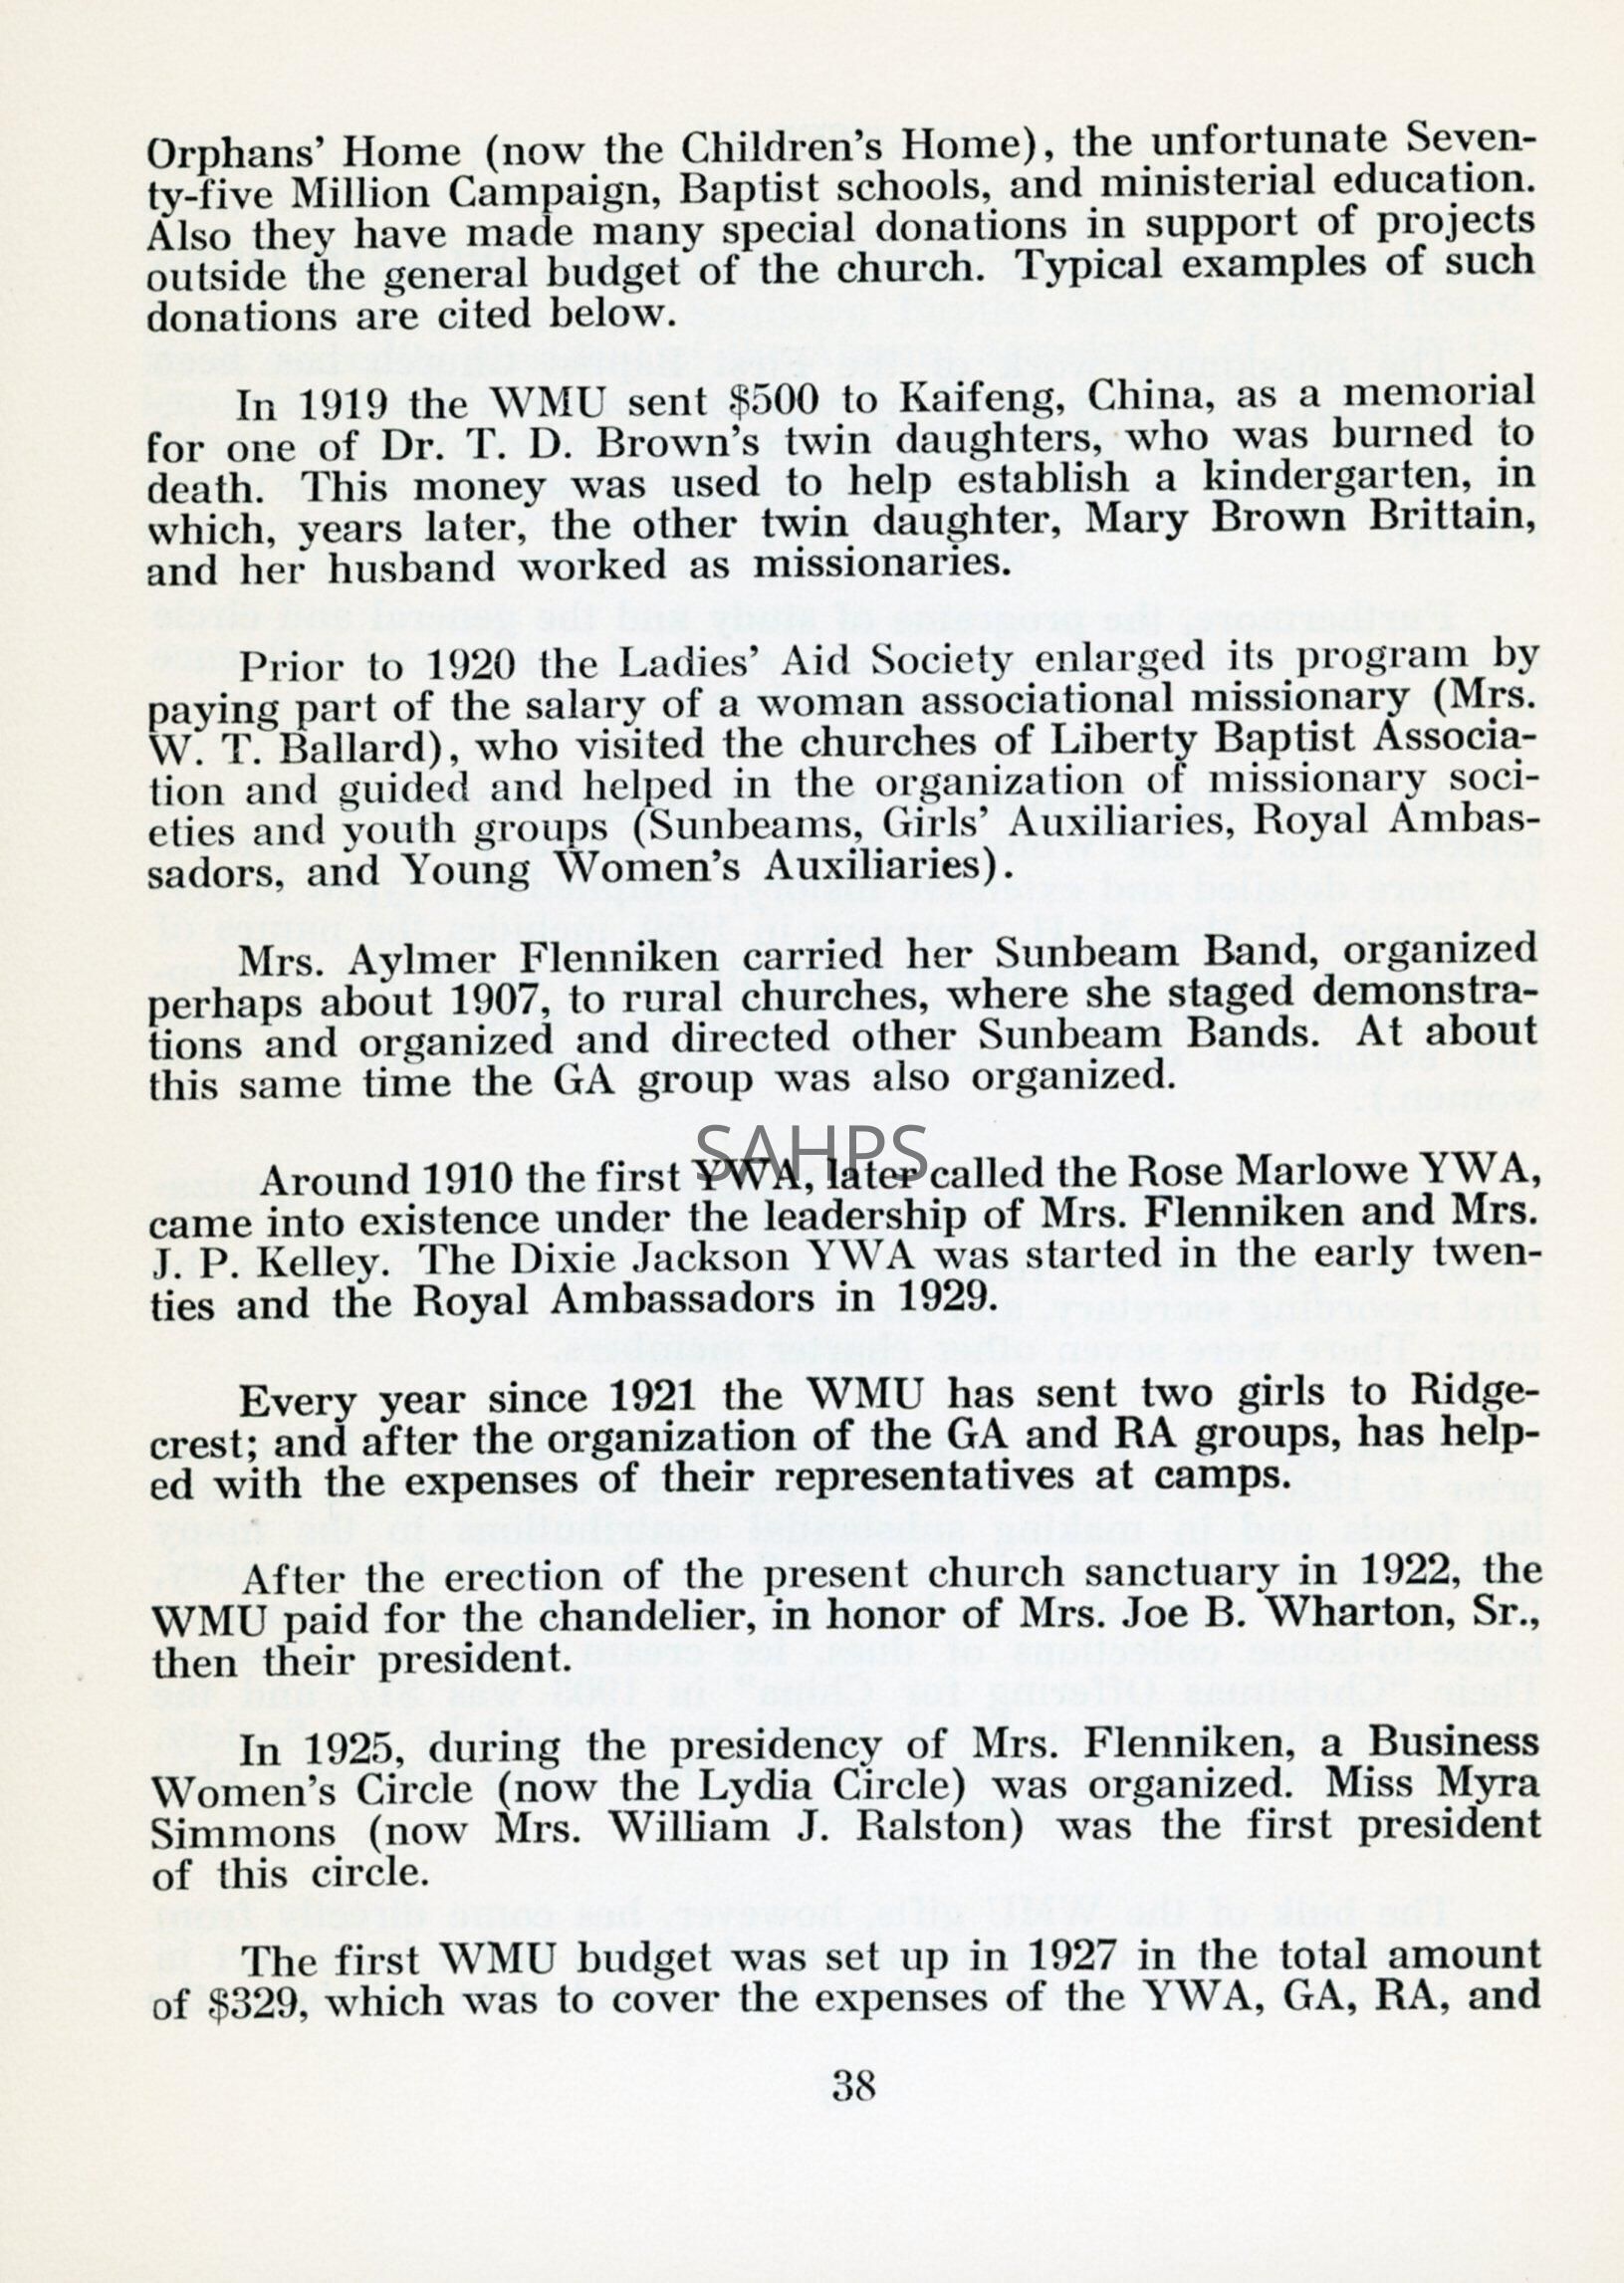 Orphans' Home (now the Children's Home), the unfortunate Seven-
ty-five Million Campaign, Baptist schools, and ministerial education.
Also they have made many special donations in support of projects
outside the general budget of the church. Typical examples of such
donations are cited below.
In 1919 the WMU sent $500 to Kaifeng, China, as a memorial
for one of Dr. T. D. Brown's twin daughters, who was burned to
death. This money was used to help establish a kindergarten, in
which, years later, the other twin daughter, Mary Brown Brittain,
and her husband worked as missionaries.
Prior to 1920 the Ladies' Aid Society enlarged its program by
paying part of the salary of a woman associational missionary (Mrs.
W. T. Ballard), who visited the churches of Liberty Baptist Associa-
tion and guided and helped in the organization of missionary soci-
eties and youth groups (Sunbeams, Girls' Auxiliaries, Royal Ambas-
sadors, and Young Women's Auxiliaries).
Mrs. Aylmer Flenniken carried her Sunbeam Band, organized
perhaps about 1907, to rural churches, where she staged demonstra-
tions and organized and directed other Sunbeam Bands. At about
this same time the GA group was also organized.
SAHPS
Around 1910 the first YWA, later called the Rose Marlowe YWA,
came into existence under the leadership of Mrs. Flenniken and Mrs.
J. P. Kelley. The Dixie Jackson YWA was started in the early twen-
ties and the Royal Ambassadors in 1929.
Every year since 1921 the WMU has sent two girls to Ridge-
crest; and after the organization of the GA and RA groups, has help-
ed with the expenses of their representatives at camps.
After the erection of the present church sanctuary in 1922, the
WMU paid for the chandelier, in honor of Mrs. Joe B. Wharton, Sr.,
then their president.
In 1925, during the presidency of Mrs. Flenniken, a Business
Women's Circle (now the Lydia Circle) was organized. Miss Myra
Simmons (now Mrs. William J. Ralston) was the first president
of this circle.
The first WMU budget was set up in 1927 in the total amount
of $329, which was to cover the expenses of the YWA, GA, RA, and
38